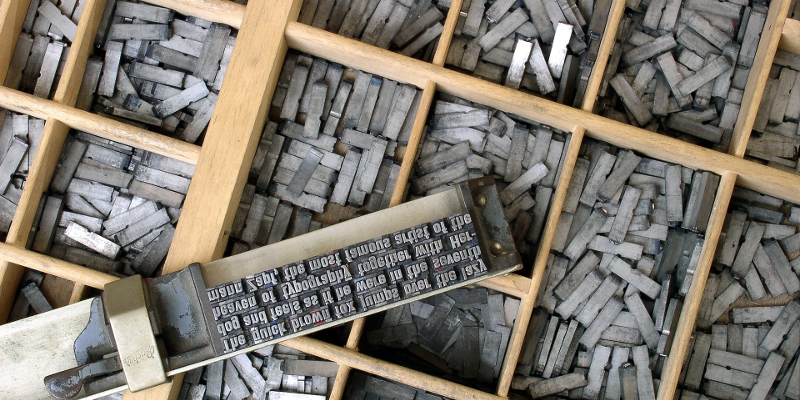 The quick brown fox jumps over the lazy
dog and feels as if he were in the seventh
heaven of typography together with Her-
mann Zapf, the most famous artist of the